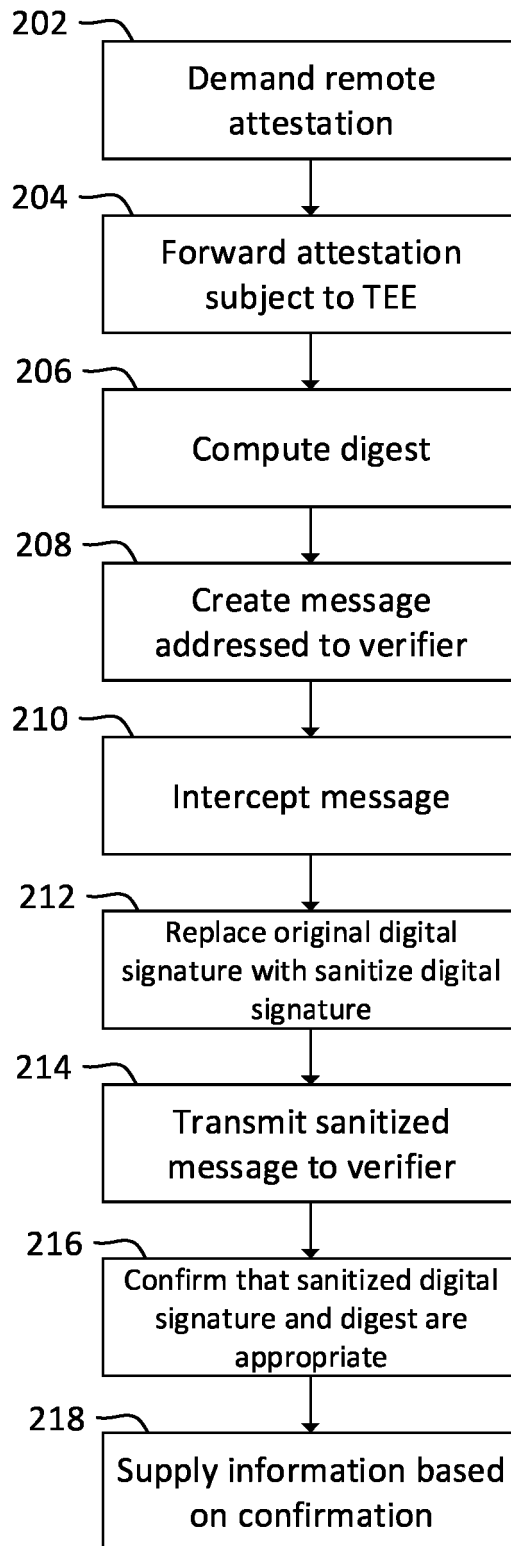 202
Demand remote
attestation
204
Forward attestation
subject to TEE
206
Compute digest
208
Create message
addressed to verifier
210
Intercept message
212
Replace original digital
signature with sanitize digital
signature
214
Transmit sanitized
message to verifier
216
Confirm that sanitized digital
signature and digest are
appropriate
218
Supply information based
on confirmation